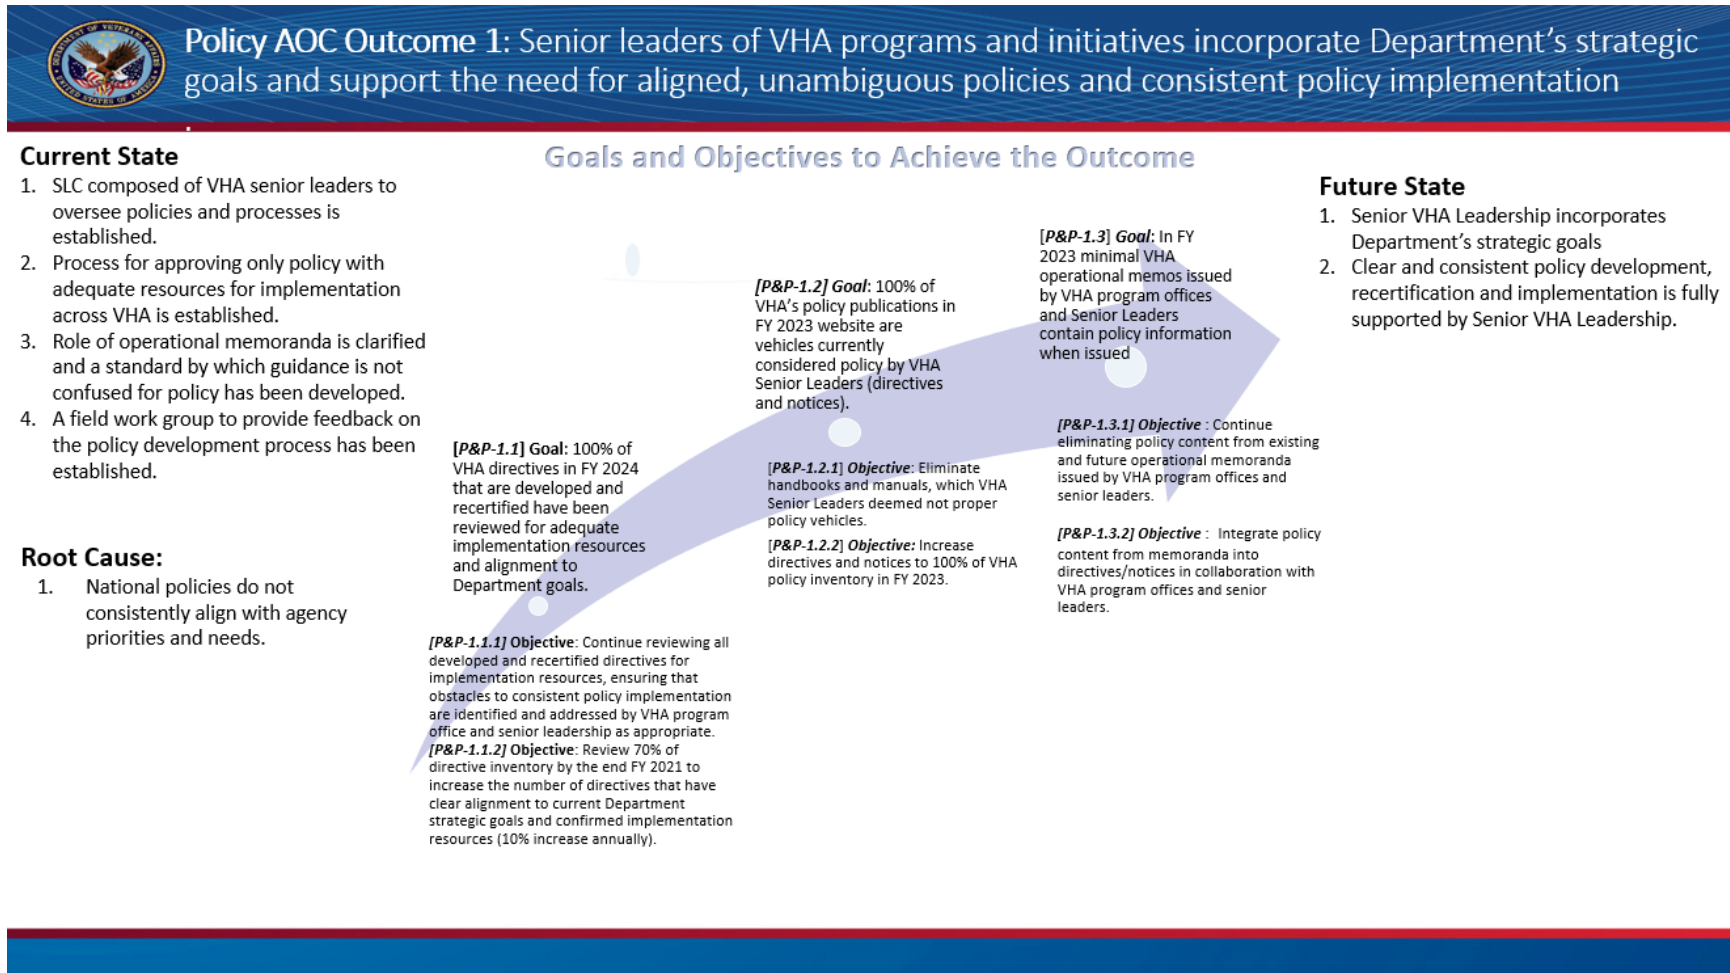 Policy AOC Outcome 1: Senior leaders of VHA programs and initiatives incorporate Department's strategic
goals and support the need for aligned, unambiguous policies and consistent policy implementation
.
Current State
1. SLC composed of VHA senior leaders to
oversee policies and processes is
established.
2. Process for approving only policy with
adequate resources for implementation
across VHA is established.
3. Role of operational memoranda is clarified
and a standard by which guidance is not
confused for policy has been developed.
4. A field work group to provide feedback on
the policy development process has been
established.
Root Cause:
1. National policies do not
consistently align with agency
priorities and needs.
Goals and Objectives to Achieve the Outcome
[P&P-1.1] Goal: 100% of
VHA directives in FY 2024
that are developed and
recertified have been
reviewed for adequate
implementation resources
and alignment to
Department goals.
[P&P-1.1.1] Objective: Continue reviewing all
developed and recertified directives for
implementation resources, ensuring that
obstacles to consistent policy implementation
are identified and addressed by VHA program
office and senior leadership as appropriate.
[P&P-1.1.2] Objective: Review 70% of
directive inventory by the end FY 2021 to
increase the number of directives that have
clear alignment to current Department
strategic goals and confirmed implementation
resources (10% increase annually).
[P&P-1.2] Goal: 100% of
VHA's policy publications in
FY 2023 website are
vehicles currently
considered policy by VHA
Senior Leaders (directives
and notices).
[P&P-1.2.1] Objective: Eliminate
handbooks and manuals, which VHA
Senior Leaders deemed not proper
policy vehicles.
[P&P-1.2.2] Objective: Increase
directives and notices to 100% of VHA
policy inventory in FY 2023.
[P&P-1.3] Goal: In FY
2023 minimal VHA
operational memos issued
by VHA program offices
and Senior Leaders
contain policy information
when issued
[P&P-1.3.1] Objective : Continue
eliminating policy content from existing
and future operational memoranda
issued by VHA program offices and
senior leaders.
[P&P-1.3.2] Objective : Integrate policy
content from memoranda into
directives/notices in collaboration with
VHA program offices and senior
leaders.
Future State
1. Senior VHA Leadership incorporates
Department's strategic goals
2. Clear and consistent policy development,
recertification and implementation is fully
supported by Senior VHA Leadership.